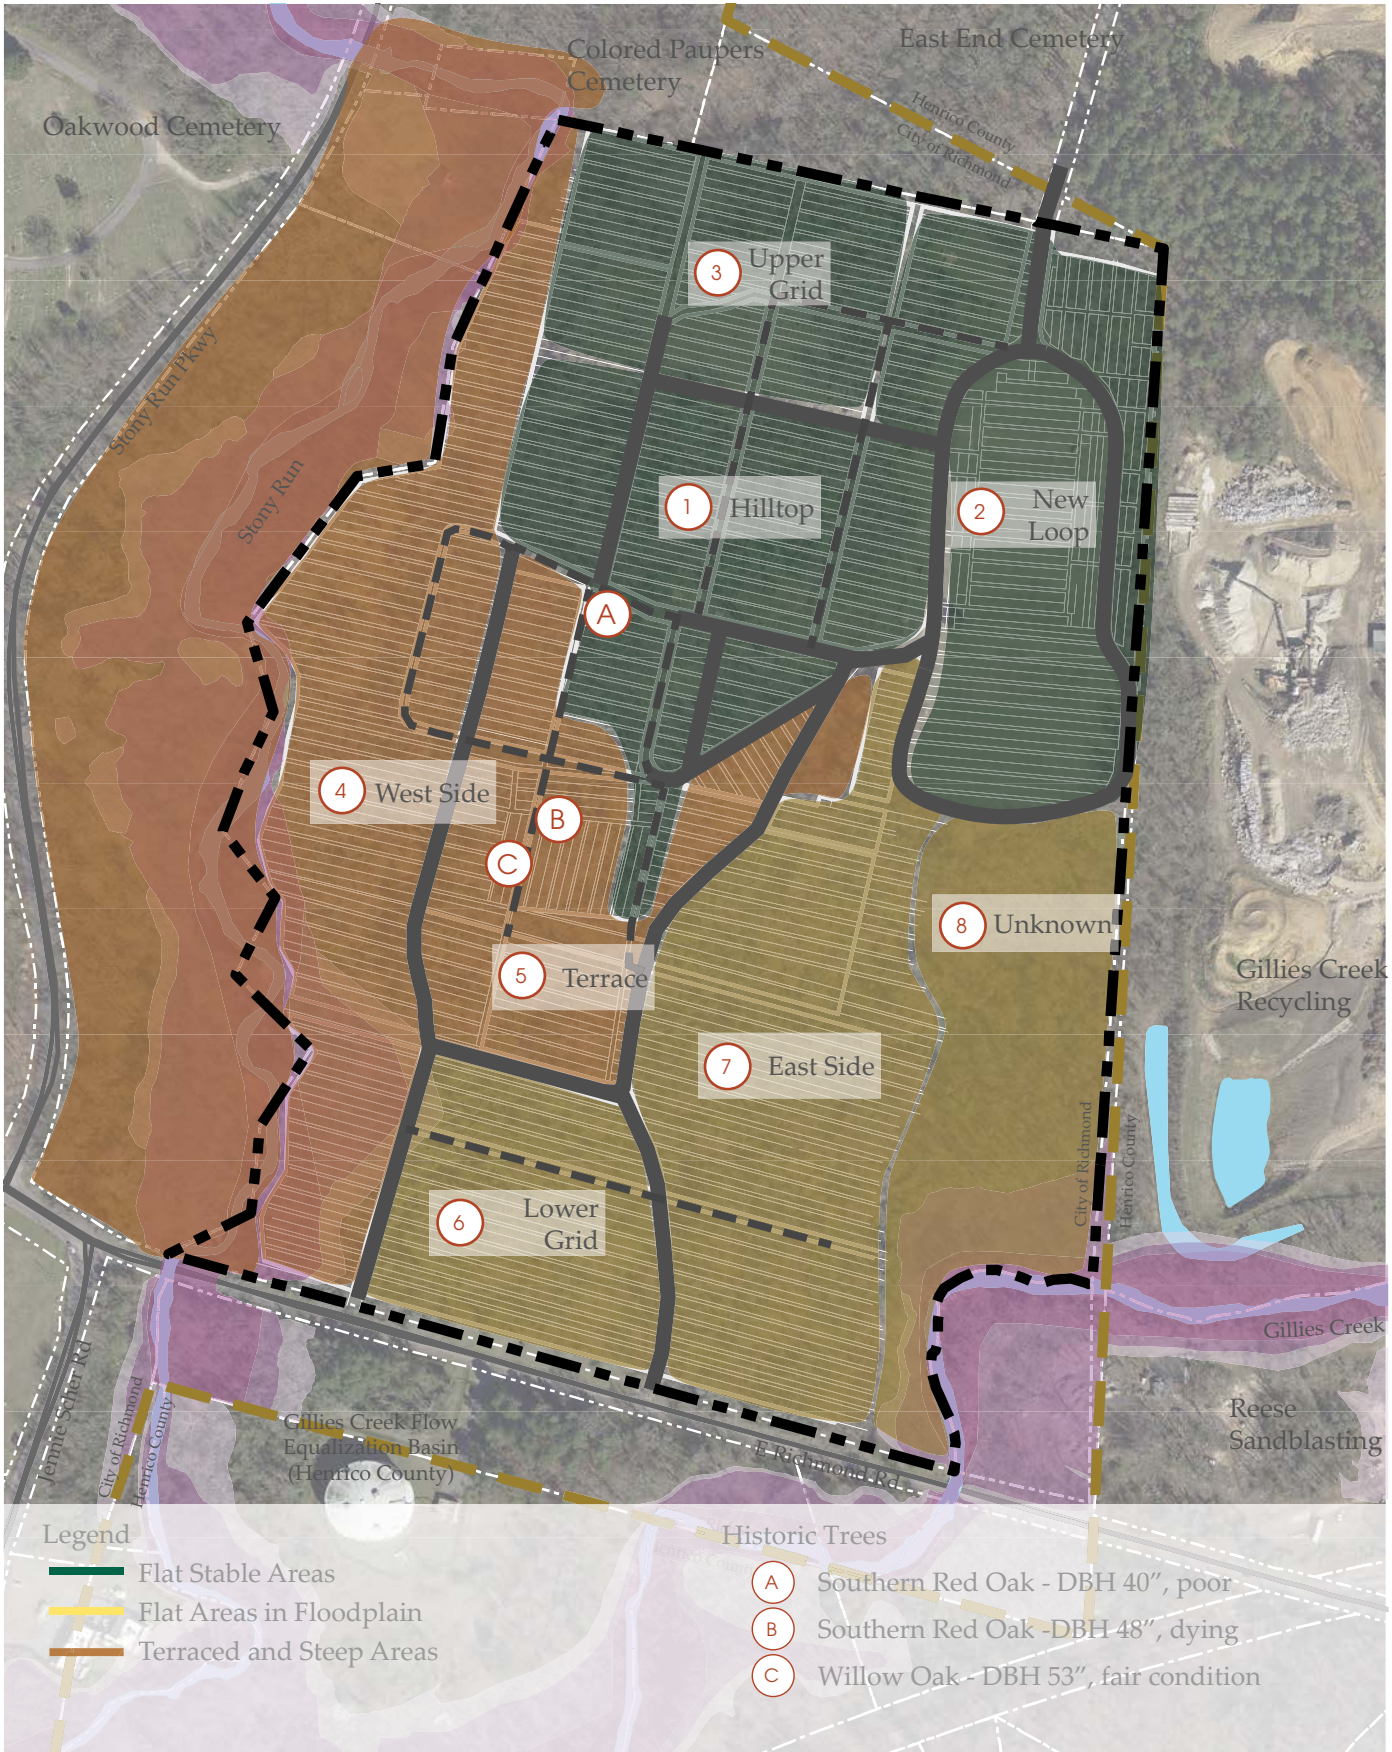 Colored Paupers
Cemetery
East End Cemetery
Oakwood Cemetery
Henrico County
City of Richmond
3 Upper
Grid
Stony Run Pkwy
Stony Run
1 Hilltop
2 New
Loop
A
4 West Side
B
C
8 Unknown
5 Terrace
Gillies Creek
Recycling
7 East Side
City of Richmond
Henrico County
6 Lower
Grid
Gillies Creek
Jennie Scher Rd
City of Richmond
Henrico County
Gillies Creek Flow
Equalization Basin
(Henrico County)
E Richmond Rd
Reese
Sandblasting
Legend
Flat Stable Areas
Flat Areas in Floodplain
Terraced and Steep Areas
Historic Trees
A Southern Red Oak - DBH 40”, poor
B Southern Red Oak -DBH 48”, dying
C Willow Oak - DBH 53”, fair condition